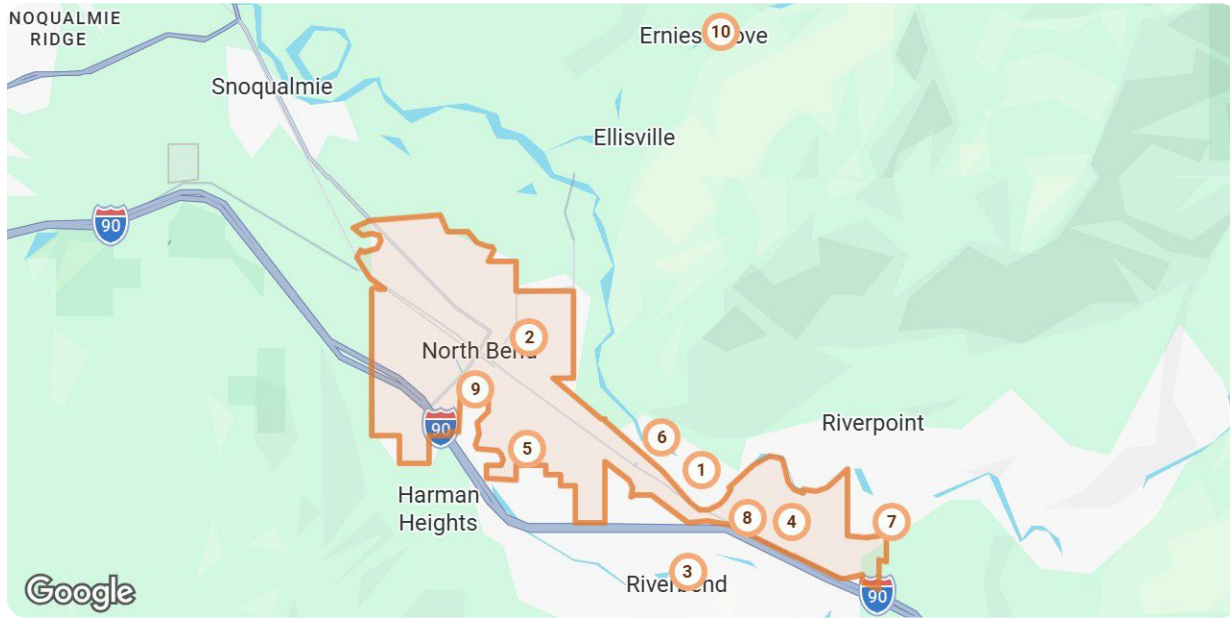 NOQUALMIE
RIDGE
10
Snoqualmie
Ellisville
90
2
North Bend
9
90
5
6
1
Riverpoint
Harman
Heights
8
4
7
3
Riverbend
90
Google